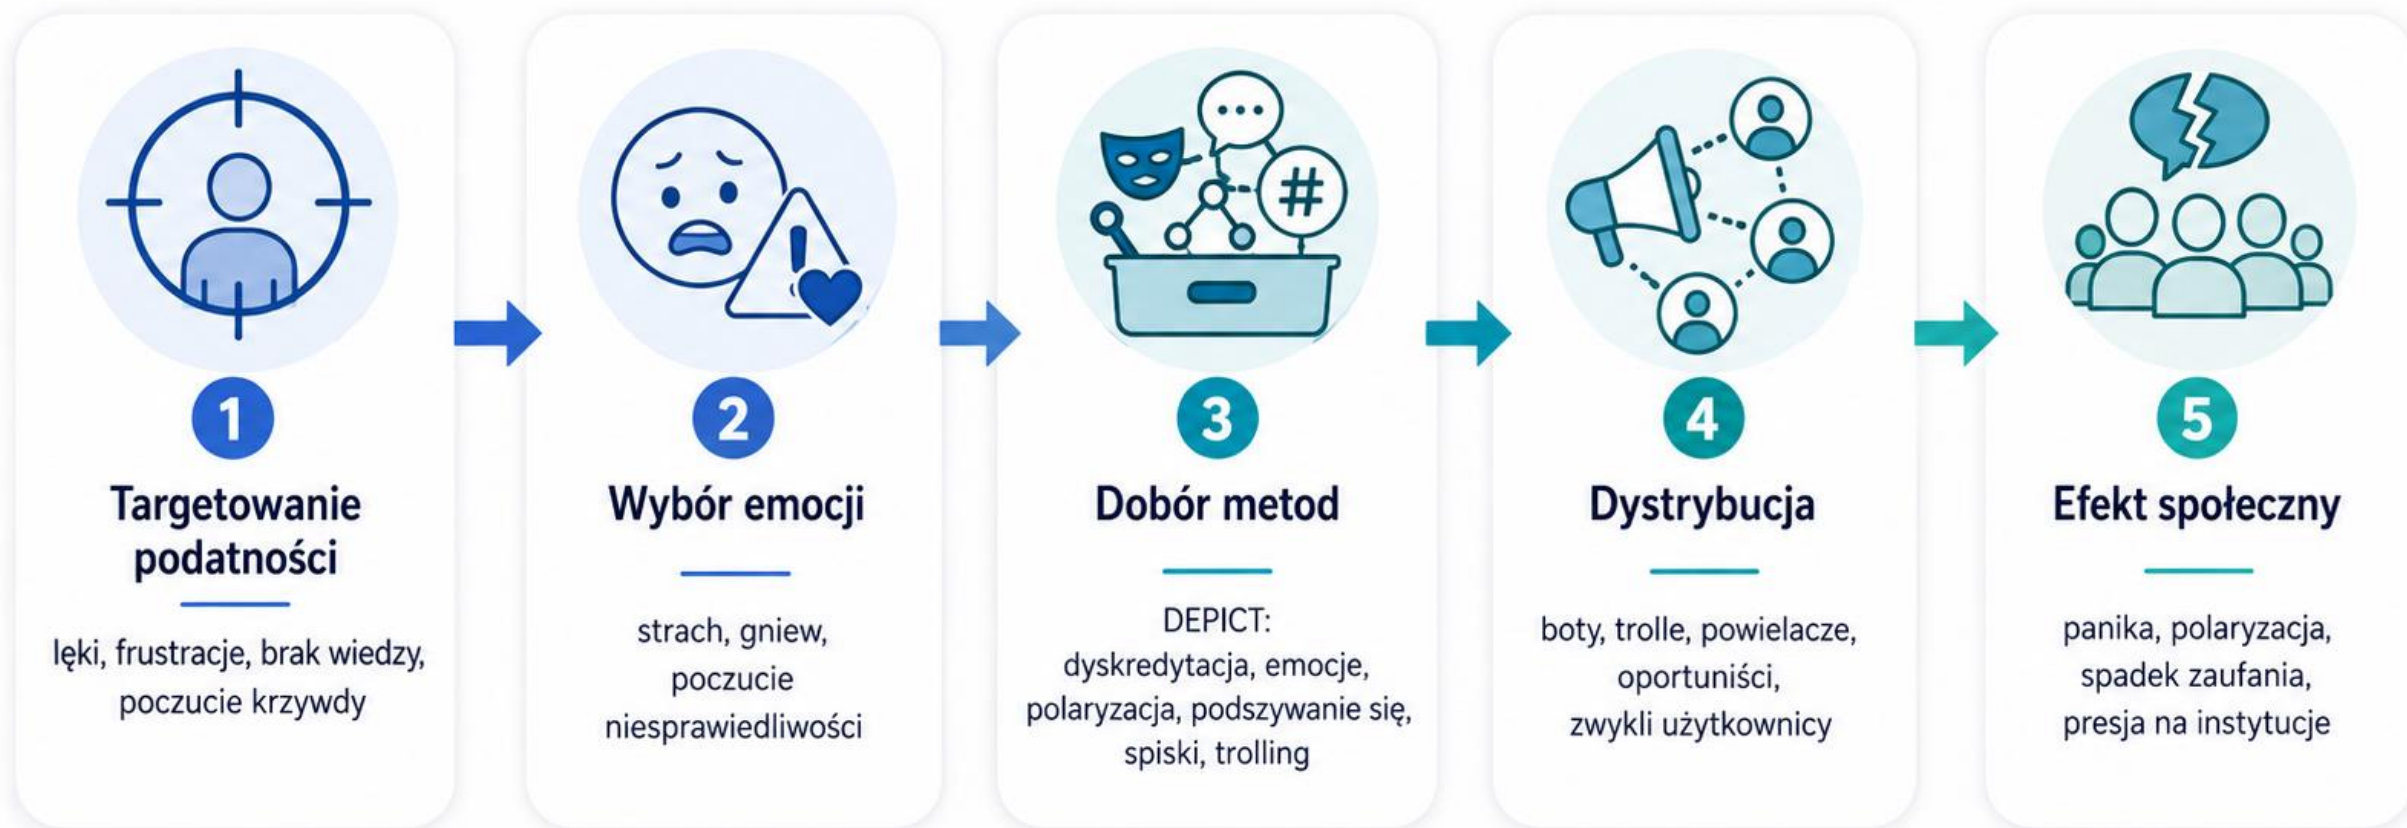 1
Targetowanie
podatności
lęki, frustracje, brak wiedzy,
poczucie krzywdy
2
Wybór emocji
strach, gniew,
poczucie
niesprawiedliwości
#
3
Dobór metod
DEPICT:
dyskredytacja, emocje,
polaryzacja, podszywanie się,
spiski, trolling
4
Dystrybucja
boty, trolle, powielacze,
oportuniści,
zwykli użytkownicy
5
Efekt społeczny
panika, polaryzacja,
spadek zaufania,
presja na instytucje